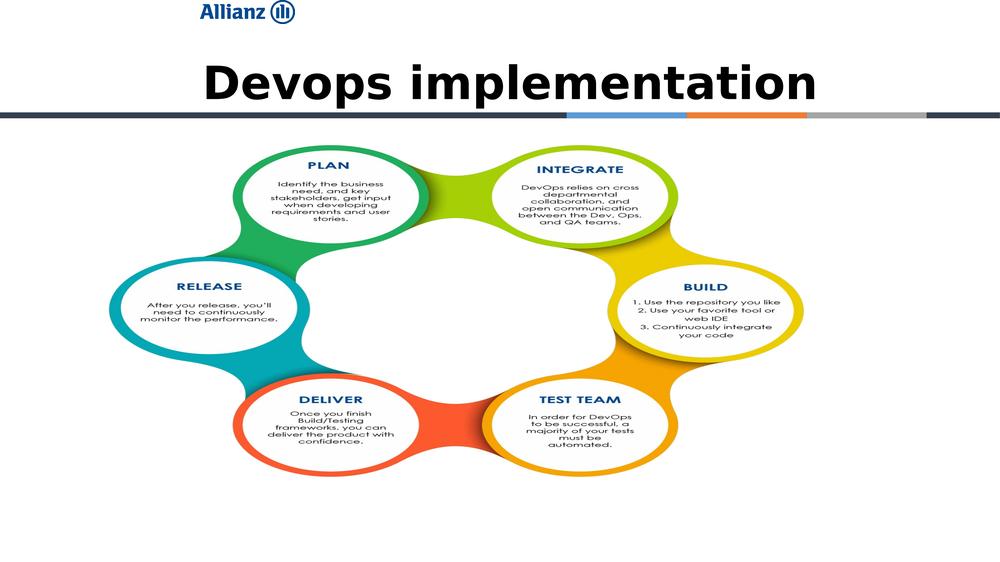 Allianz
Devops implementation
PLAN
Identify the business
need, and key
stakeholders, get input
when developing
requirements and user
stories.
INTEGRATE
DevOps relies on cross
departmental
collaboration, and
open communication
between the Dev, Ops,
and QA teams.
RELEASE
After you release, you'll
need to continuously
monitor the performance.
BUILD
1. Use the repository you like
2. Use your favorite tool or
web IDE
3. Continuously integrate
your code
DELIVER
Once you finish
Build/Testing
frameworks, you can
deliver the product with
confidence.
TEST TEAM
In order for DevOps
to be successful, a
majority of your tests
must be
automated.